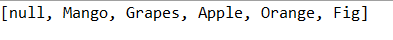 [null, Mango, Grapes, Apple, Orange, Fig]